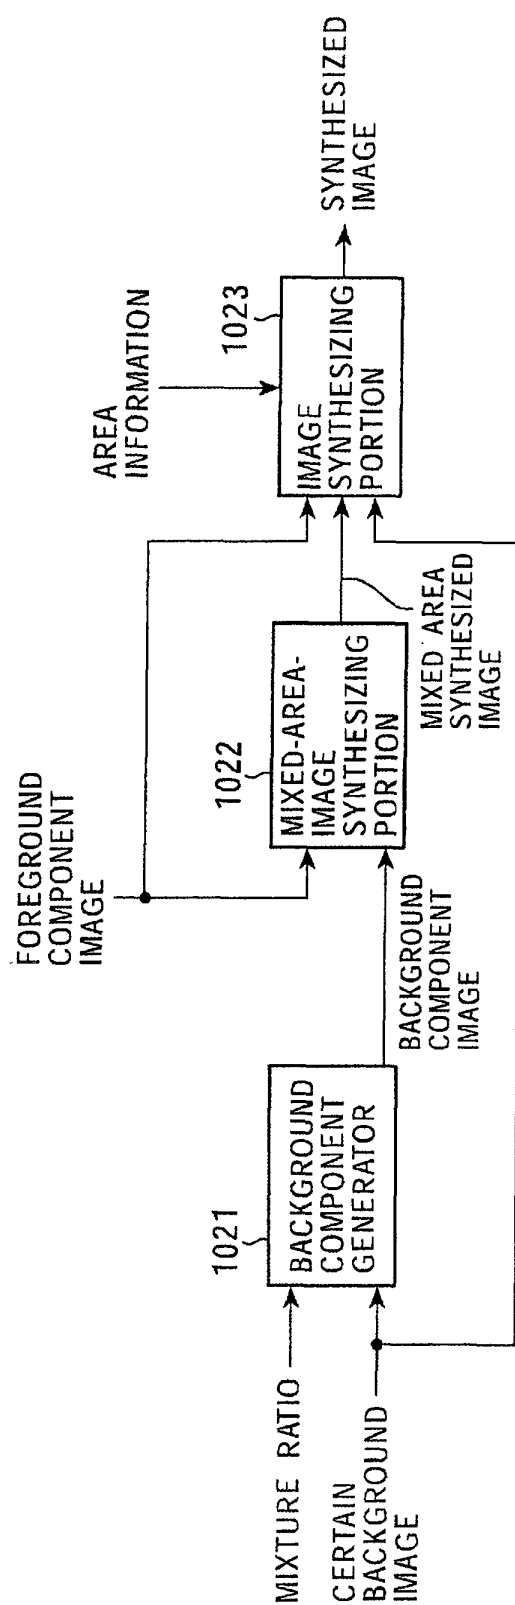 MIXTURE RATIO
CERTAIN
BACKGROUND
IMAGE
1021
BACKGROUND
COMPONENT
GENERATOR
BACKGROUND
COMPONENT
IMAGE
FOREGROUND
COMPONENT
IMAGE
1022
MIXED-AREA-
IMAGE
SYNTHESIZING
PORTION
MIXED AREA
SYNTHESIZED
IMAGE
AREA
INFORMATION
1023
IMAGE
SYNTHESIZING
PORTION
SYNTHESIZED
IMAGE